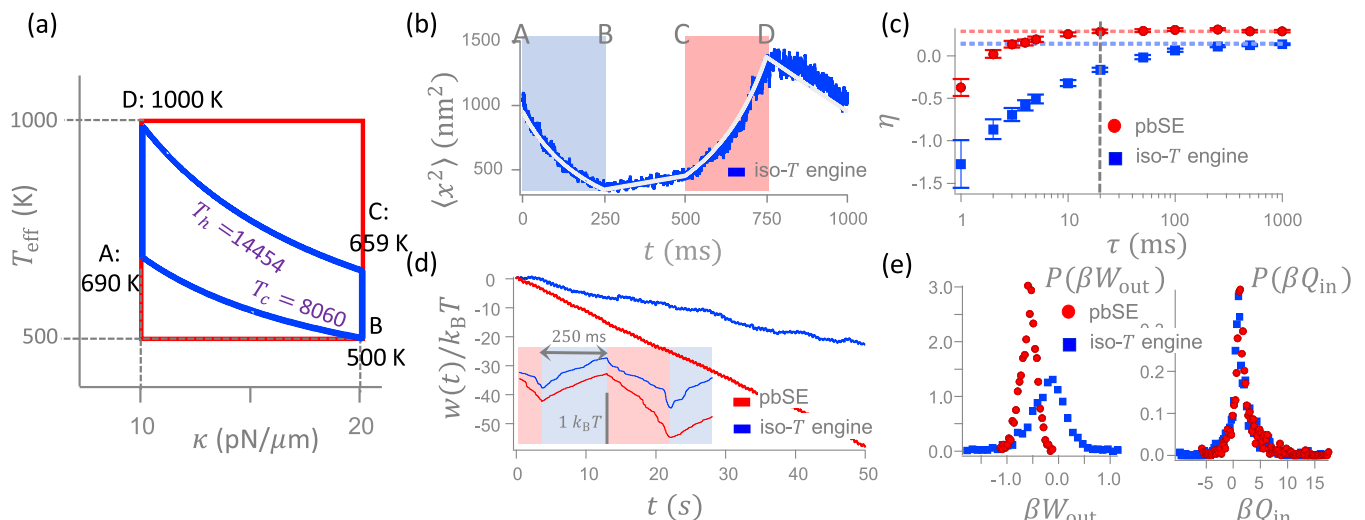 (a)
D: 1000 K
1000
T_eff (K)
C:
659 K
T_h = 14454
A:
690 K
T_c = 8060
B
500
500 K
10
20
κ (pN/μm)
(b)
A B C D
1500
1000
500
⟨x²⟩ (nm²)
iso-T engine
0 250 500 750 1000
t (ms)
(c)
0.0
-0.5
-1.0
-1.5
η
pbSE
iso-T engine
1 10 100 1000
τ (ms)
(d)
0
-10
-20
-30
-40
-50
w(t)/k_BT
250 ms
1 k_BT
pbSE
iso-T engine
0 10 20 30 40 50
t (s)
(e)
P(βW_out)
3.0
2.0
1.0
0.0
pbSE
iso-T engine
-1.0 0.0 1.0
βW_out
P(βQ_in)
0.2
0.1
0.0
-5 0 5 10 15
βQ_in